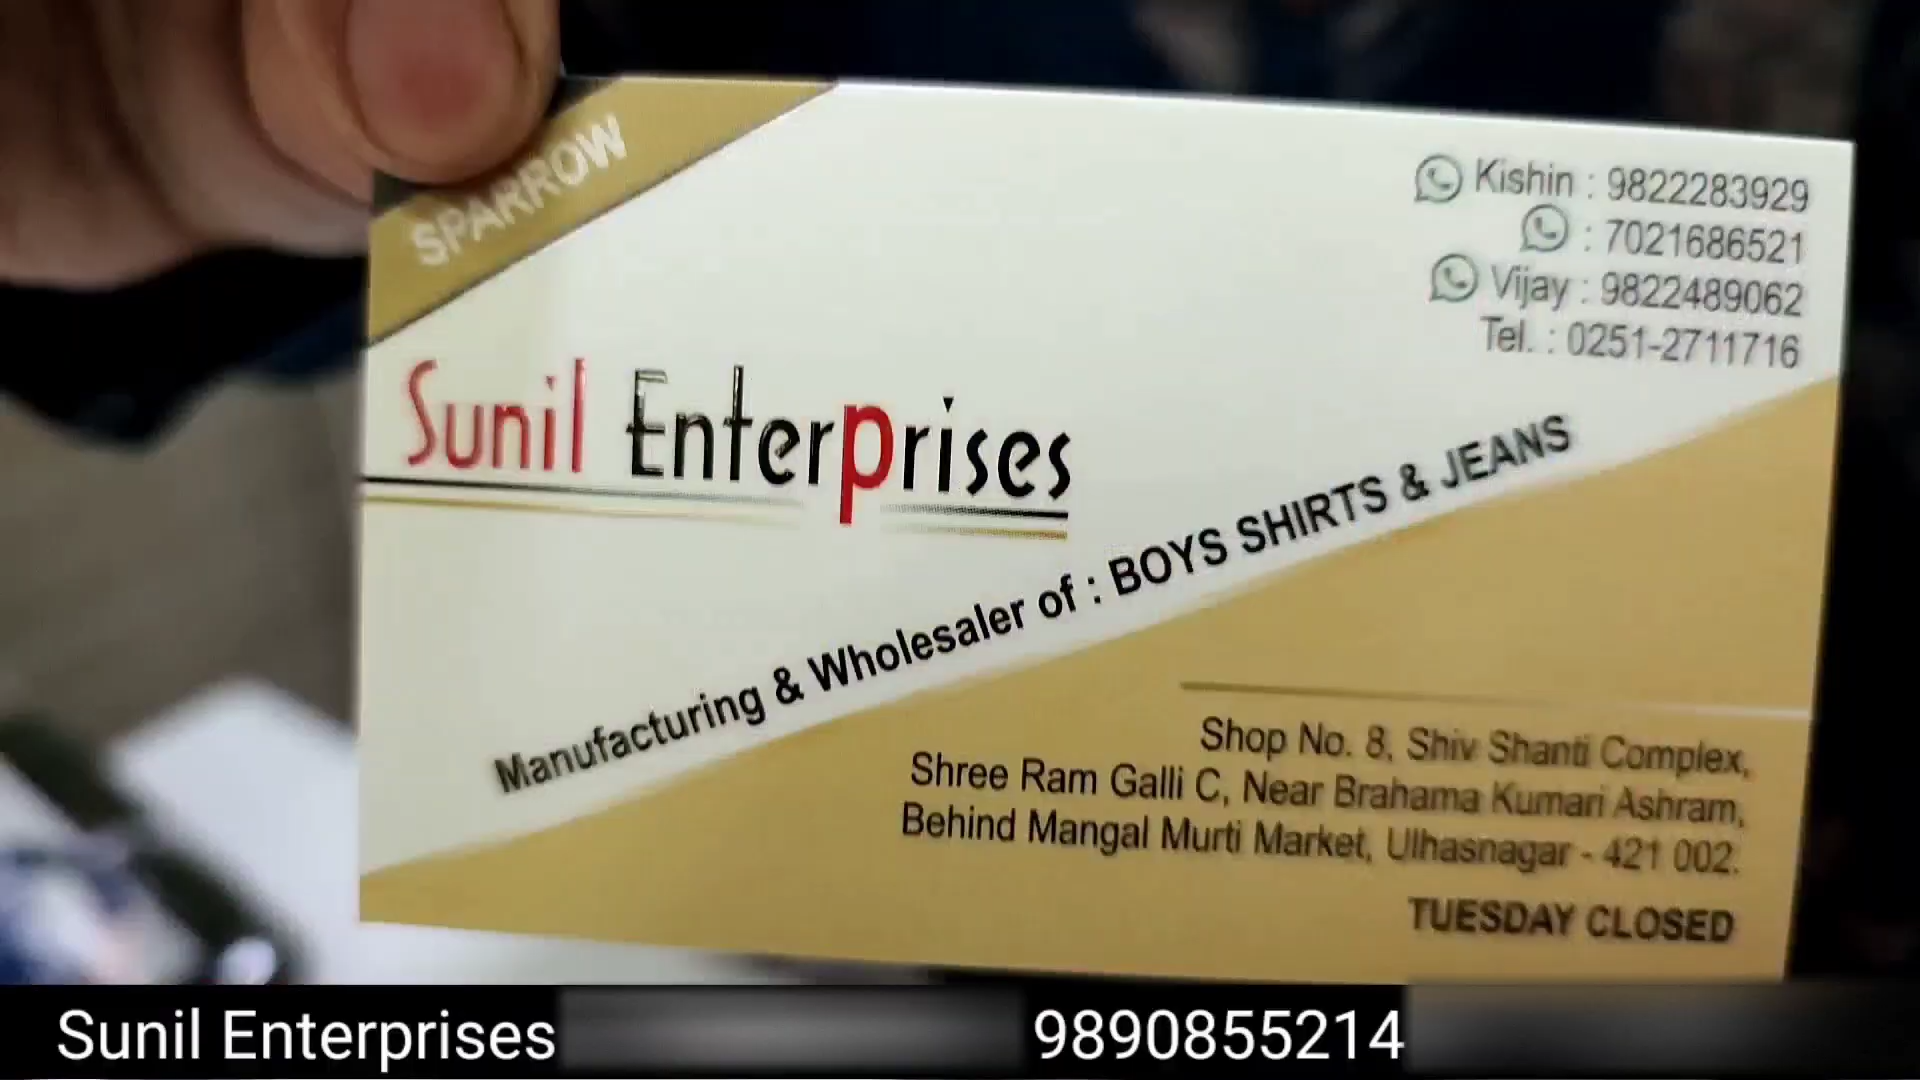 SPARROW
Kishin : 9822283929
: 7021686521
Vijay : 9822489062
Tel. : 0251-2711716
Sunil Enterprises
Manufacturing & Wholesaler of : BOYS SHIRTS & JEANS
Shop No. 8, Shiv Shanti Complex,
Shree Ram Galli C, Near Brahama Kumari Ashram,
Behind Mangal Murti Market, Ulhasnagar - 421 002.
TUESDAY CLOSED
Sunil Enterprises 9890855214